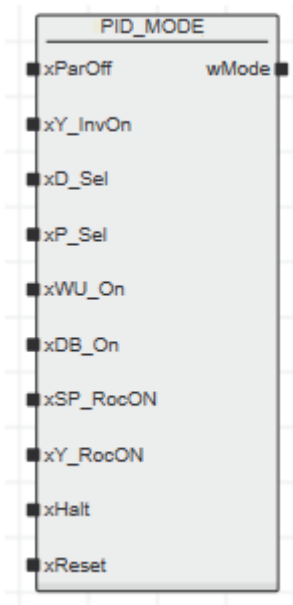 PID_MODE
xParOff wMode
xY_InvOn
xD_Sel
xP_Sel
xWU_On
xDB_On
xSP_RocON
xY_RocON
xHalt
xReset